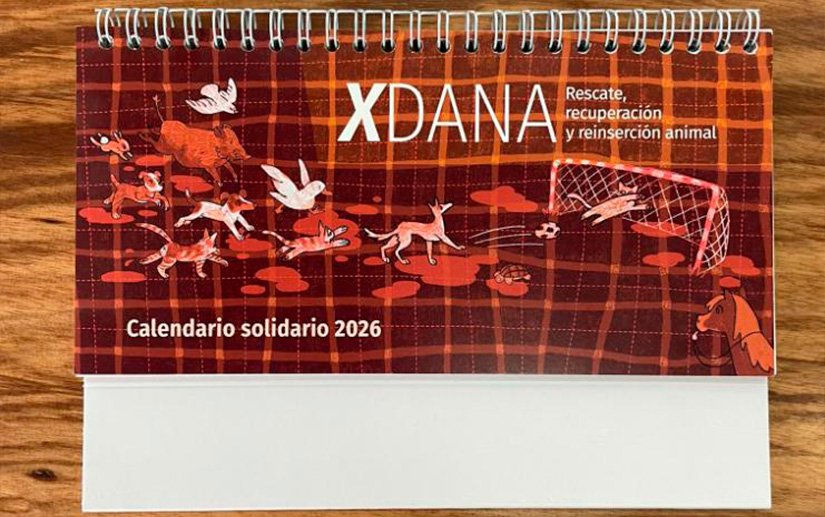 XDANA
Rescate,
recuperación
y reinserción animal
Calendario solidario 2026